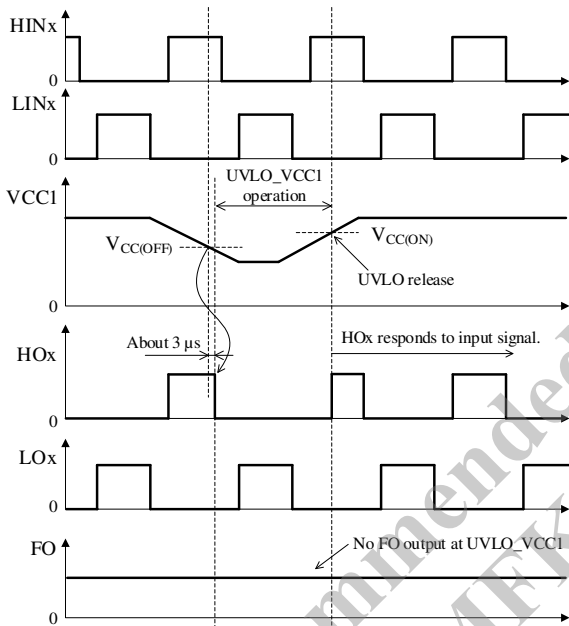 HINx
0
LINx
0
UVLO_VCC1
operation
VCC1
VCC(OFF)
VCC(ON)
UVLO release
0
About 3 µs
HOx responds to input signal.
HOx
0
LOx
0
No FO output at UVLO_VCC1
FO
0